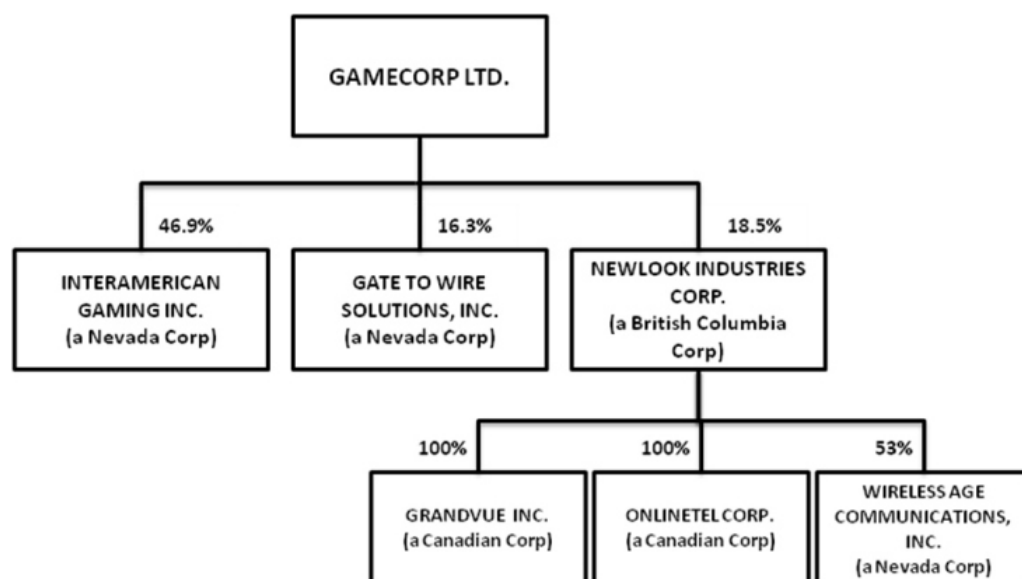 GAMECORP LTD.
46.9%
16.3%
18.5%
INTERAMERICAN
GAMING INC.
(a Nevada Corp)
GATE TO WIRE
SOLUTIONS, INC.
(a Nevada Corp)
NEWLOOK INDUSTRIES
CORP.
(a British Columbia
Corp)
100%
100%
53%
GRANDVUE INC.
(a Canadian Corp)
ONLINETEL CORP.
(a Canadian Corp)
WIRELESS AGE
COMMUNICATIONS,
INC.
(a Nevada Corp)